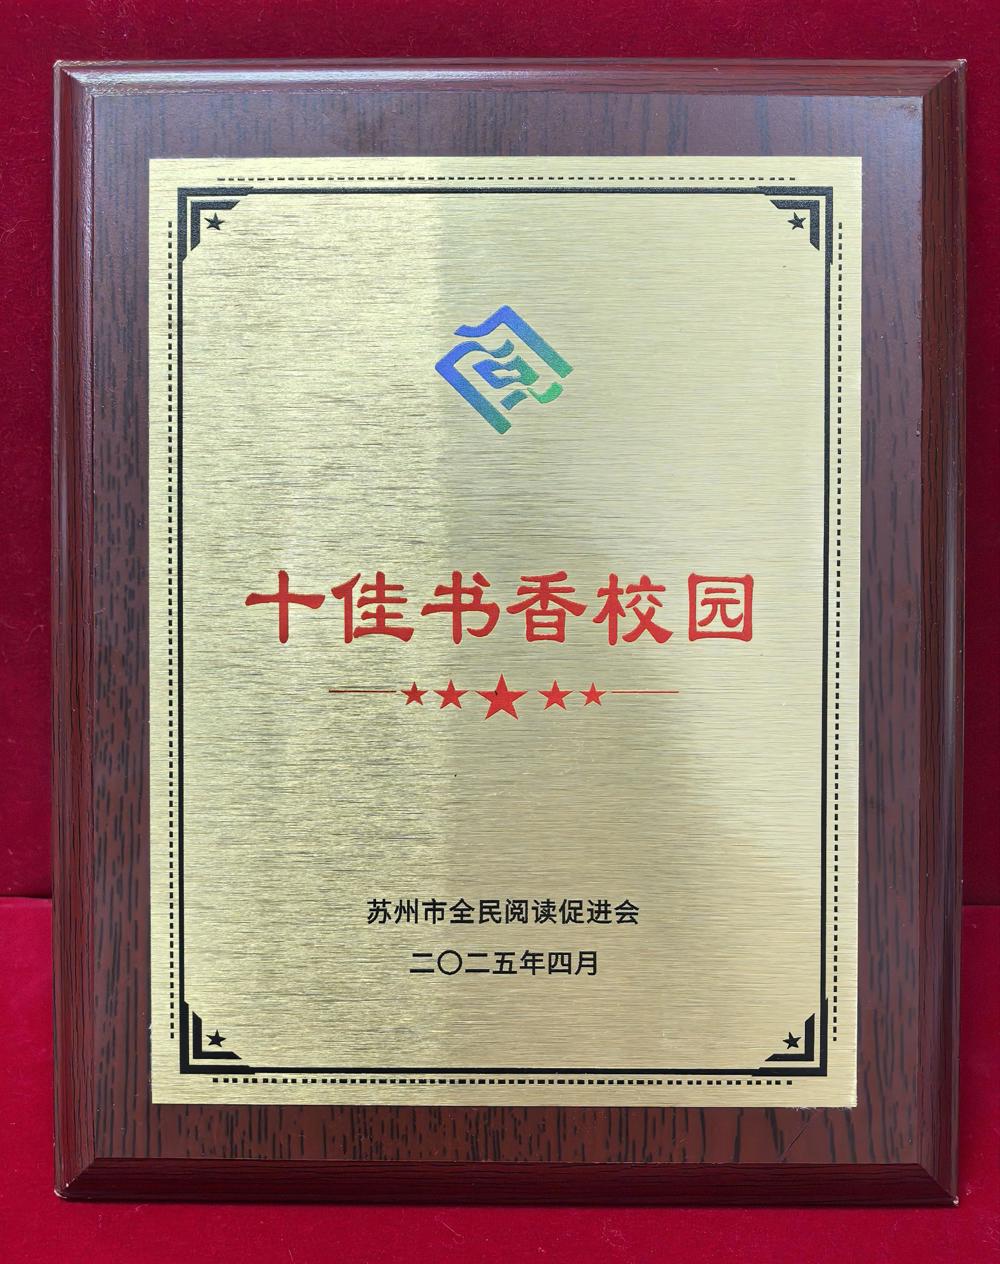 十佳书香校园
苏州市全民阅读促进会
二〇二五年四月